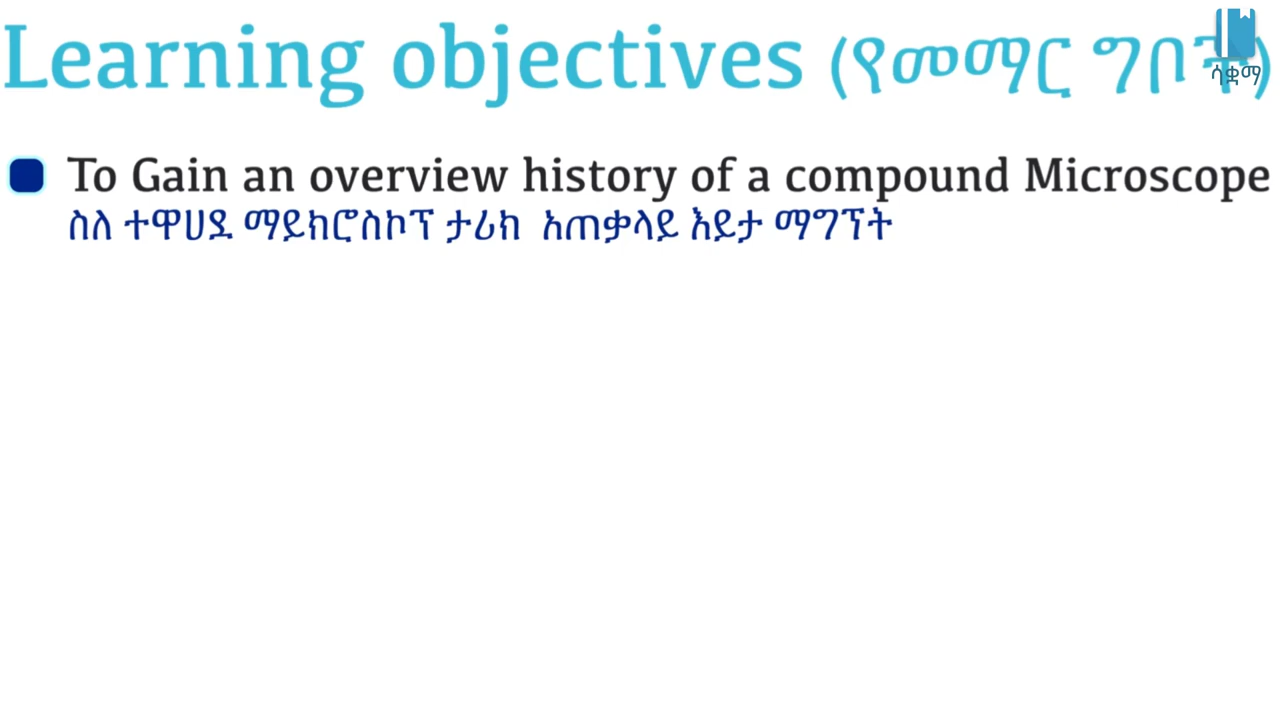 Learning objectives (የመማር ግቦች)
ሳቋማ
To Gain an overview history of a compound Microscope
ስለ ተዋሀደ ማይክሮስኮፕ ታሪክ አጠቃላይ እይታ ማግኘት